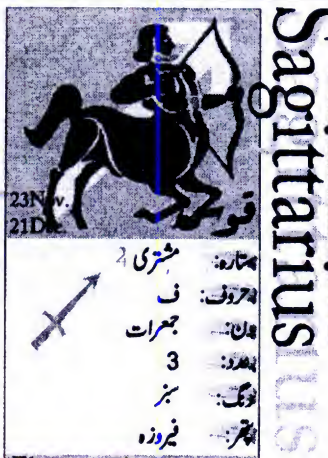 Sagittarius
23Nov.
21Dec
قوس
ستارہ: مشتری
حروف: ف
دن: جمعرات
عدد: 3
رنگ: سبز
پتھر: فیروزہ